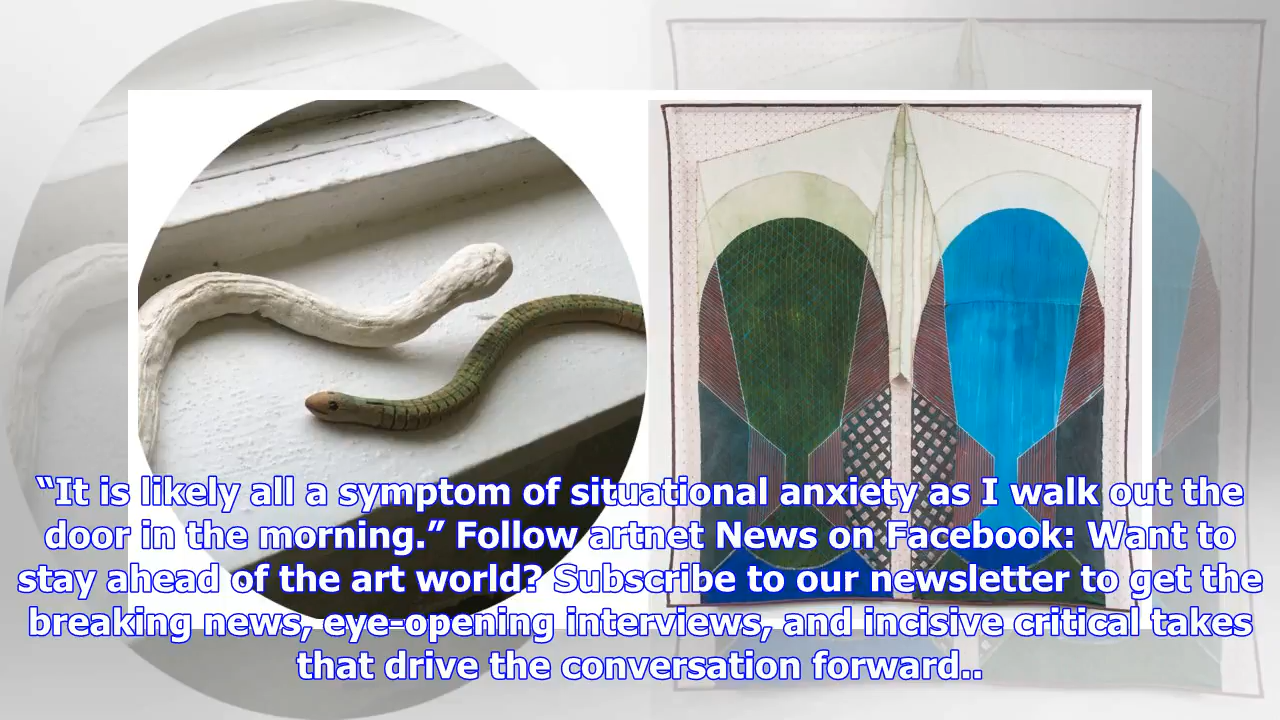 “It is likely all a symptom of situational anxiety as I walk out the
door in the morning.” Follow artnet News on Facebook: Want to
stay ahead of the art world? Subscribe to our newsletter to get the
breaking news, eye-opening interviews, and incisive critical takes
that drive the conversation forward..